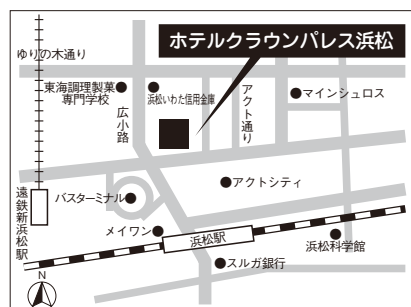 ホテルクラウンパレス浜松
ゆりの木通り
東海調理製菓
専門学校
浜松いわた信用金庫
広小路
アクト通り
マインシュロス
アクトシティ
バスターミナル
遠鉄新浜松駅
メイワン
浜松駅
浜松科学館
スルガ銀行
N